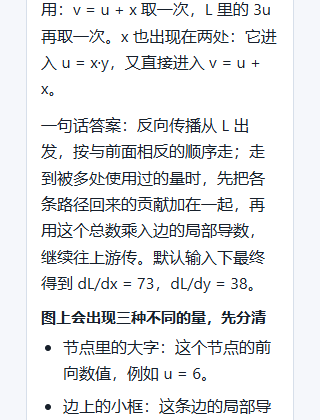 用：v = u + x 取一次，L 里的 3u
再取一次。x 也出现在两处：它进
入 u = x·y，又直接进入 v = u +
x。
一句话答案：反向传播从 L 出
发，按与前面相反的顺序走；走
到被多处使用过的量时，先把各
条路径回来的贡献加在一起，再
用这个总数乘入边的局部导数，
继续往上游传。默认输入下最终
得到 dL/dx = 73，dL/dy = 38。
图上会出现三种不同的量，先分清
• 节点里的大字：这个节点的前
向数值，例如 u = 6。
• 边上的小框：这条边的局部导